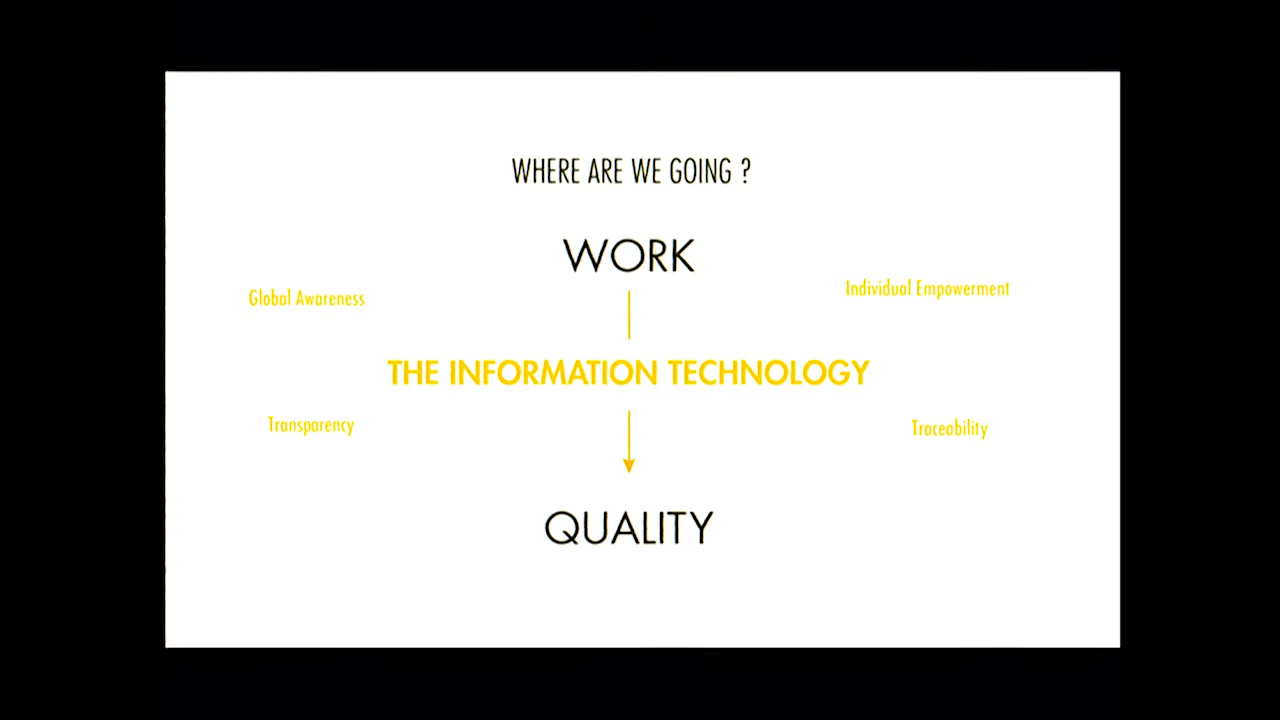 WHERE ARE WE GOING ?
WORK
Global Awareness
Individual Empowerment
THE INFORMATION TECHNOLOGY
Transparency
Traceability
QUALITY